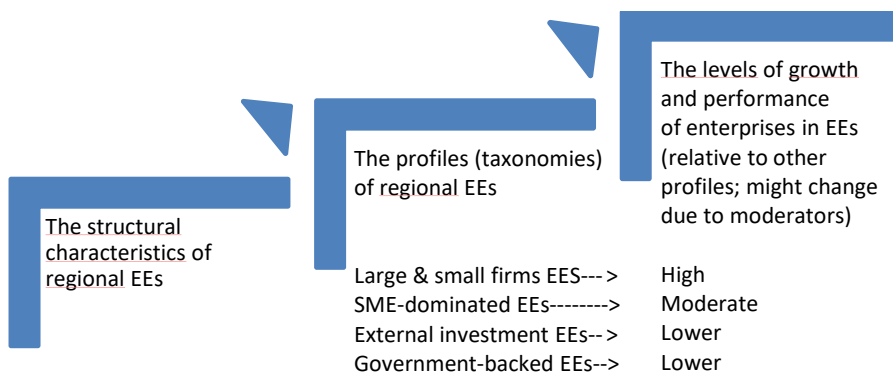 The structural
characteristics of
regional EEs
The profiles (taxonomies)
of regional EEs
The levels of growth
and performance
of enterprises in EEs
(relative to other
profiles; might change
due to moderators)
Large & small firms EES---> High
SME-dominated EEs--------> Moderate
External investment EEs--> Lower
Government-backed EEs--> Lower